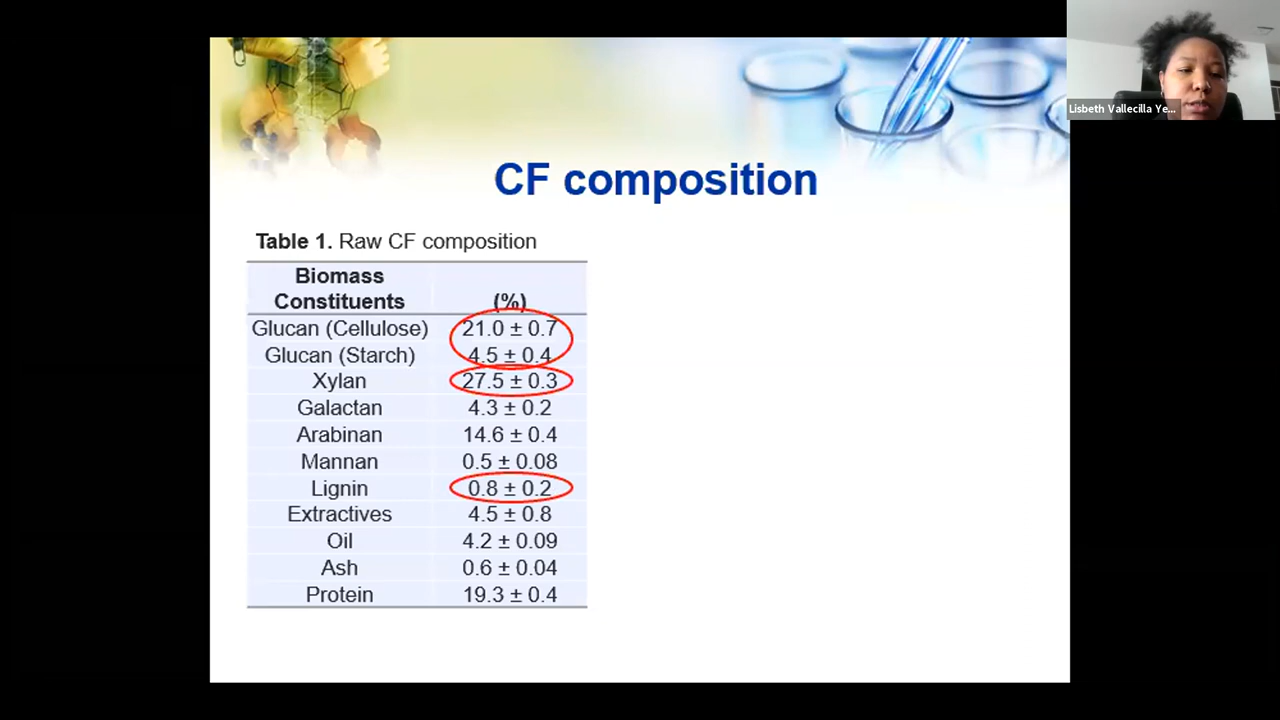 Lisbeth Vallecilla Ye...
CF composition
Table 1. Raw CF composition
Biomass
Constituents (%)
Glucan (Cellulose) 21.0 ± 0.7
Glucan (Starch) 4.5 ± 0.4
Xylan 27.5 ± 0.3
Galactan 4.3 ± 0.2
Arabinan 14.6 ± 0.4
Mannan 0.5 ± 0.08
Lignin 0.8 ± 0.2
Extractives 4.5 ± 0.8
Oil 4.2 ± 0.09
Ash 0.6 ± 0.04
Protein 19.3 ± 0.4